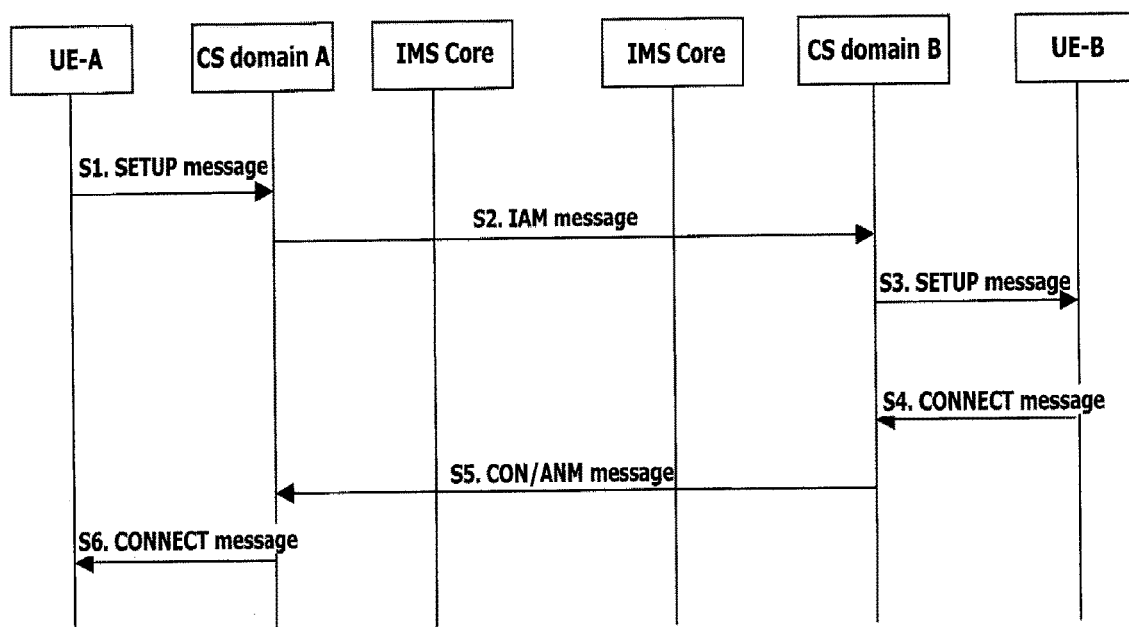 UE-A
CS domain A
IMS Core
IMS Core
CS domain B
UE-B
S1. SETUP message
S2. IAM message
S3. SETUP message
S4. CONNECT message
S5. CON/ANM message
S6. CONNECT message